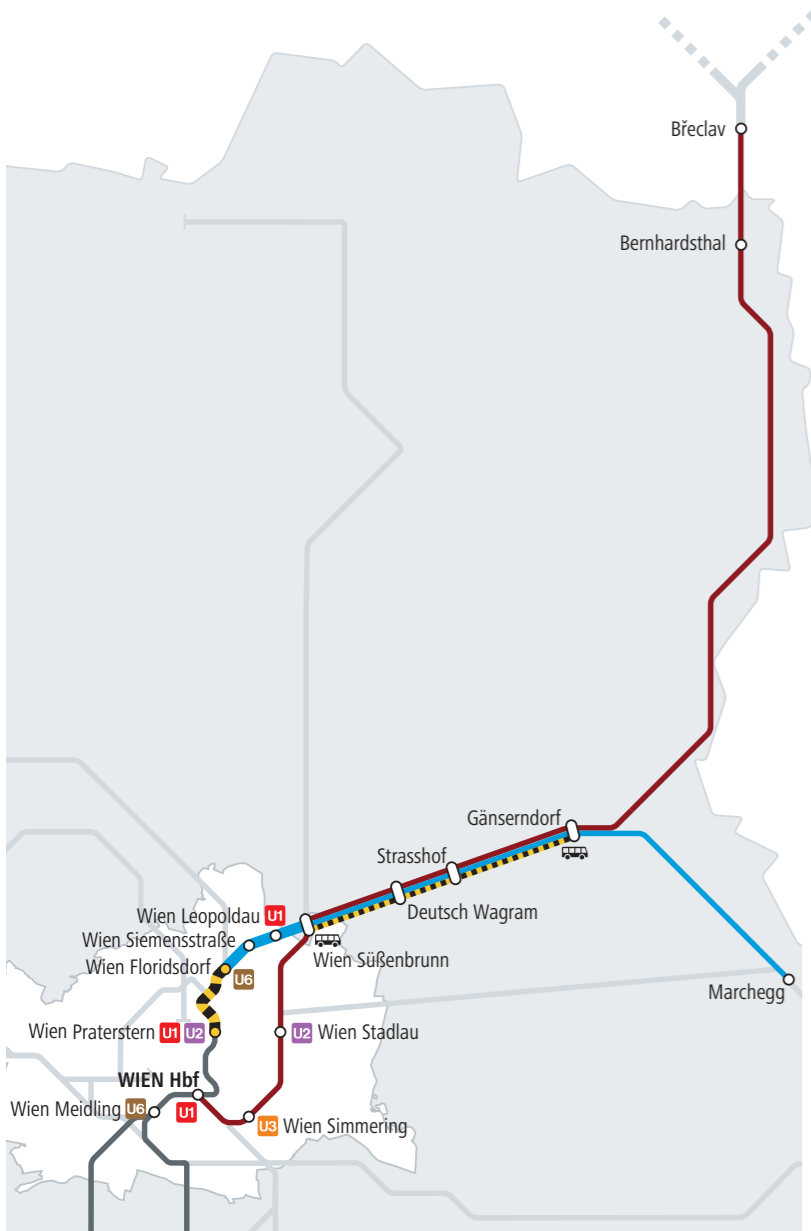 Břeclav
Bernhardsthal
Gänserndorf
Strasshof
Deutsch Wagram
Wien Leopoldau U1
Wien Siemensstraße
Wien Süßenbrunn
Wien Floridsdorf U6
Marchegg
Wien Praterstern U1 U2
U2 Wien Stadlau
WIEN Hbf
U1
Wien Meidling U6
U3 Wien Simmering